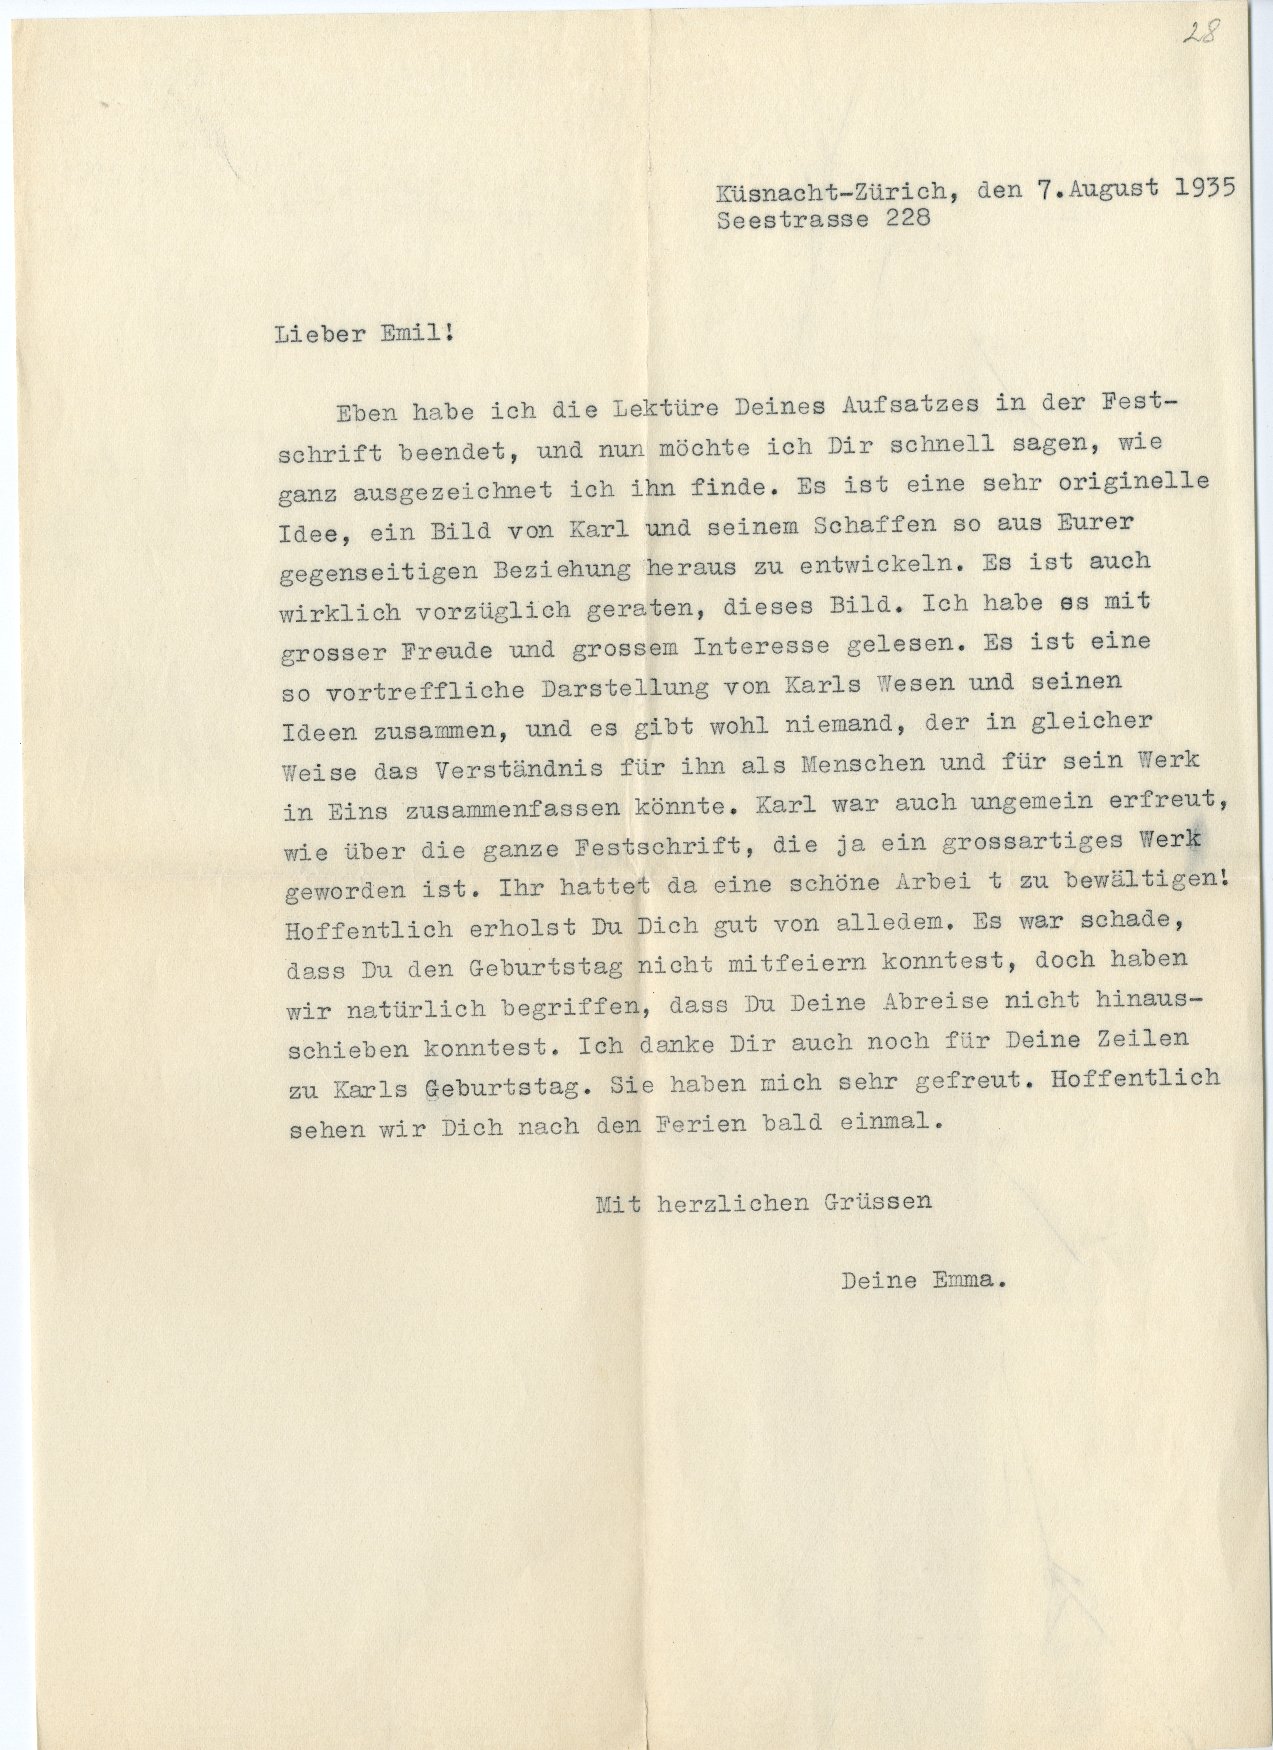 28
Küsnacht-Zürich, den 7.August 1935
Seestrasse 228
Lieber Emil!
Eben habe ich die Lektüre Deines Aufsatzes in der Fest-
schrift beendet, und nun möchte ich Dir schnell sagen, wie
ganz ausgezeichnet ich ihn finde. Es ist eine sehr originelle
Idee, ein Bild von Karl und seinem Schaffen so aus Eurer
gegenseitigen Beziehung heraus zu entwickeln. Es ist auch
wirklich vorzüglich geraten, dieses Bild. Ich habe es mit
grosser Freude und grossem Interesse gelesen. Es ist eine
so vortreffliche Darstellung von Karls Wesen und seinen
Ideen zusammen, und es gibt wohl niemand, der in gleicher
Weise das Verständnis für ihn als Menschen und für sein Werk
in Eins zusammenfassen könnte. Karl war auch ungemein erfreut,
wie über die ganze Festschrift, die ja ein grossartiges Werk
geworden ist. Ihr hattet da eine schöne Arbei t zu bewältigen!
Hoffentlich erholst Du Dich gut von alledem. Es war schade,
dass Du den Geburtstag nicht mitfeiern konntest, doch haben
wir natürlich begriffen, dass Du Deine Abreise nicht hinaus-
schieben konntest. Ich danke Dir auch noch für Deine Zeilen
zu Karls Geburtstag. Sie haben mich sehr gefreut. Hoffentlich
sehen wir Dich nach den Ferien bald einmal.
Mit herzlichen Grüssen
Deine Emma.